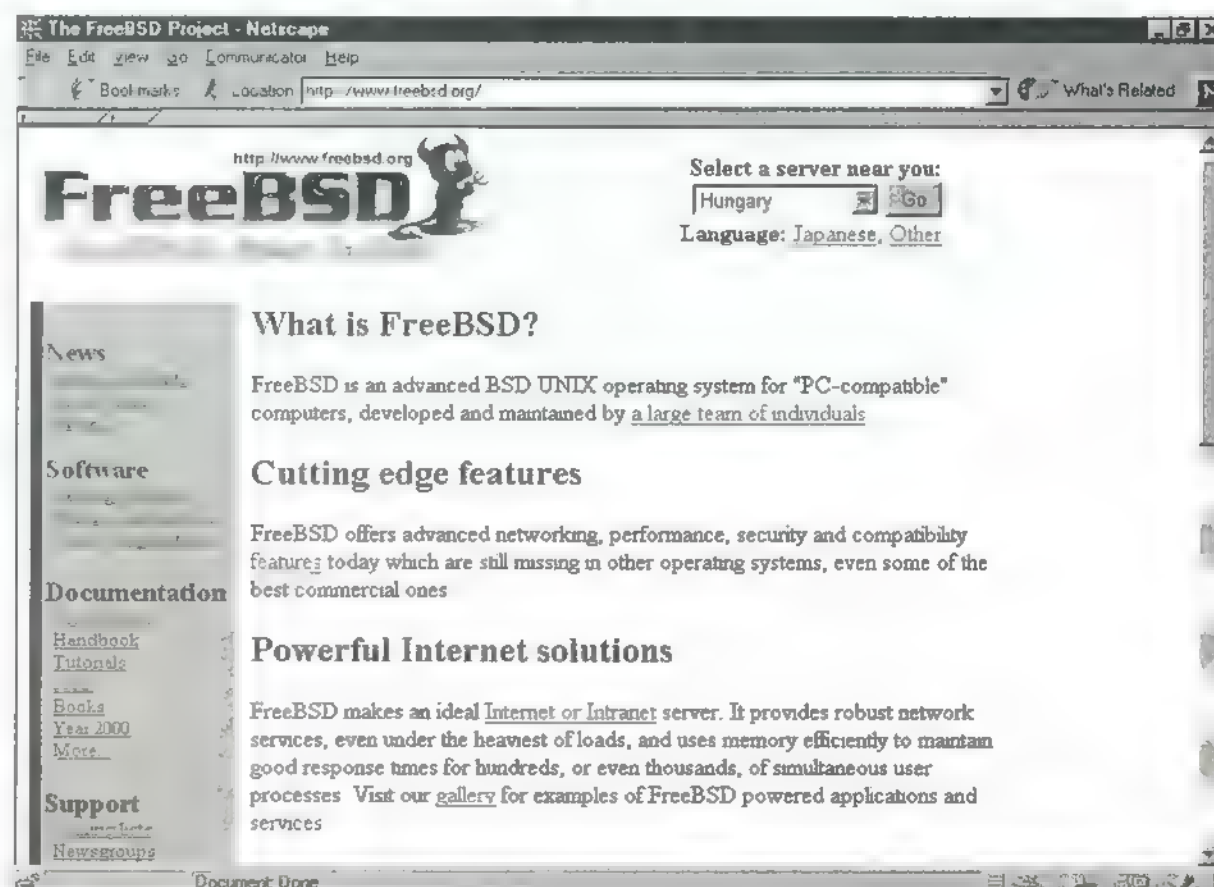 The FreeBSD Project - Netscape
File Edit View Go Communicator Help
Bookmarks Location http://www.freebsd.org/ What's Related
http://www.freebsd.org
FreeBSD
Select a server near you:
Hungary Go
Language: Japanese, Other
News
Software
Documentation
Handbook
Tutorials
Books
Year 2000
More...
Support
Newsgroups
What is FreeBSD?
FreeBSD is an advanced BSD UNIX operating system for "PC-compatible"
computers, developed and maintained by a large team of individuals
Cutting edge features
FreeBSD offers advanced networking, performance, security and compatibility
features today which are still missing in other operating systems, even some of the
best commercial ones
Powerful Internet solutions
FreeBSD makes an ideal Internet or Intranet server. It provides robust network
services, even under the heaviest of loads, and uses memory efficiently to maintain
good response times for hundreds, or even thousands, of simultaneous user
processes Visit our gallery for examples of FreeBSD powered applications and
services
Document Done